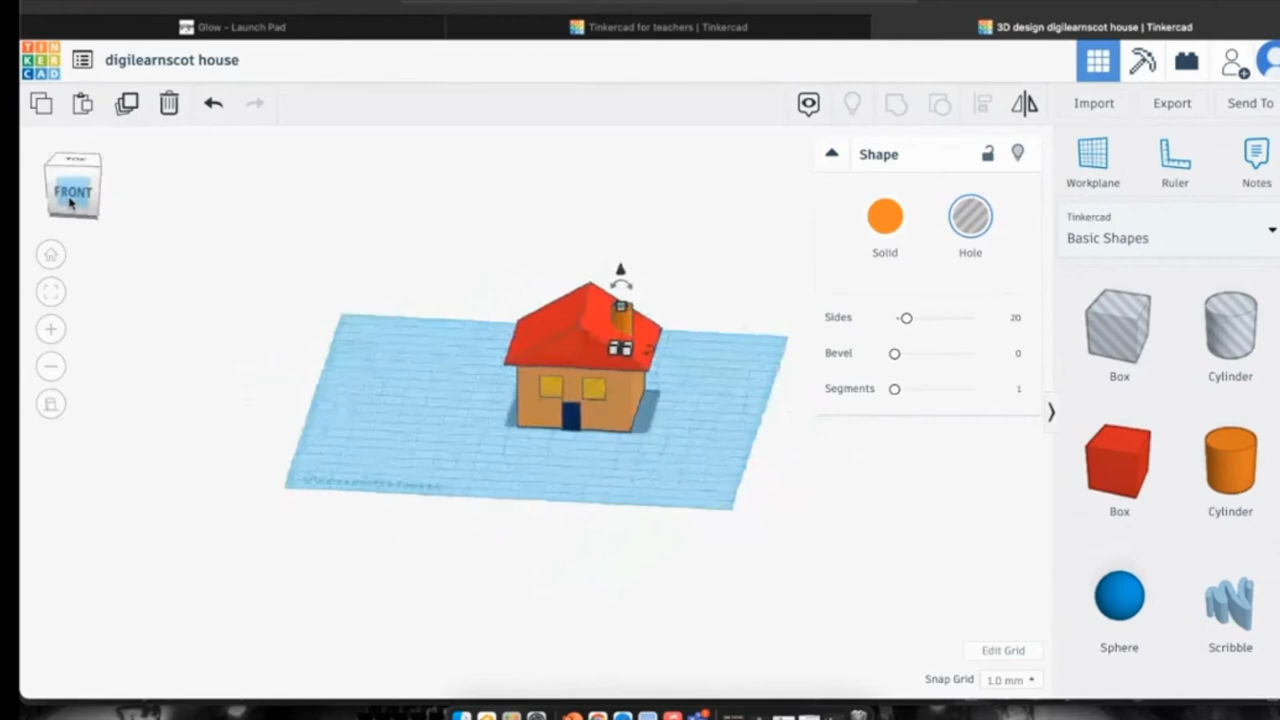 Glow – Launch Pad
Tinkercad for teachers | Tinkercad
3D design digilearnscot house | Tinkercad
TIN
KER
CAD
digilearnscot house
Import
Export
Send To
TOP
FRONT
Shape
Solid
Hole
Sides
20
Bevel
0
Segments
1
Workplane
Ruler
Notes
Tinkercad
Basic Shapes
Box
Cylinder
Box
Cylinder
Sphere
Scribble
Edit Grid
Snap Grid
1.0 mm